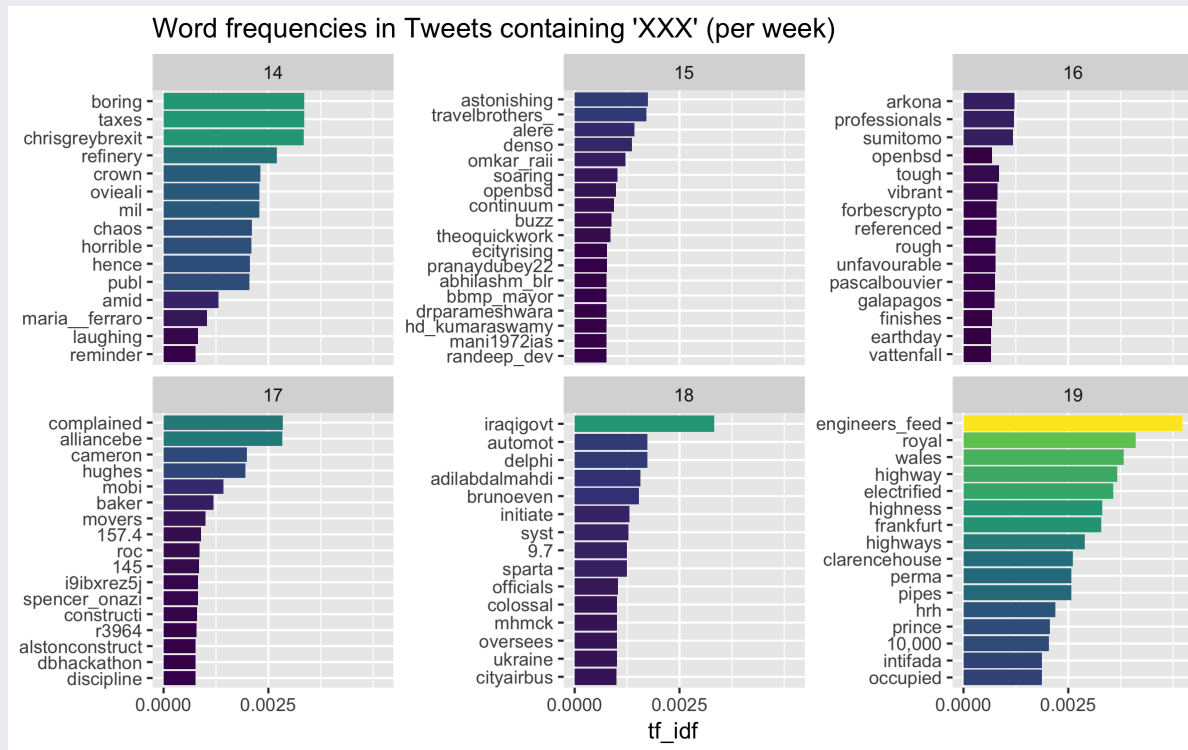 Word frequencies in Tweets containing 'XXX' (per week)
14
boring
taxes
chrisgreybrexit
refinery
crown
ovieali
mil
chaos
horrible
hence
publ
amid
maria__ferraro
laughing
reminder
15
astonishing
travelbrothers_
alere
denso
omkar_raii
soaring
openbsd
continuum
buzz
theoquickwork
ecityrising
pranaydubey22
abhilashm_blr
bbmp_mayor
drparameshwara
hd_kumaraswamy
mani1972ias
randeep_dev
16
arkona
professionals
sumitomo
openbsd
tough
vibrant
forbescrypto
referenced
rough
unfavourable
pascalbouvier
galapagos
finishes
earthday
vattenfall
17
complained
alliancebe
cameron
hughes
mobi
baker
movers
157.4
roc
145
i9ibxrez5j
spencer_onazi
constructi
r3964
alstonconstruct
dbhackathon
discipline
0.0000 0.0025
18
iraqigovt
automot
delphi
adilabdalmahdi
brunoeven
initiate
syst
9.7
sparta
officials
colossal
mhmck
oversees
ukraine
cityairbus
0.0000 0.0025
19
engineers_feed
royal
wales
highway
electrified
highness
frankfurt
highways
clarencehouse
perma
pipes
hrh
prince
10,000
intifada
occupied
0.0000 0.0025
tf_idf